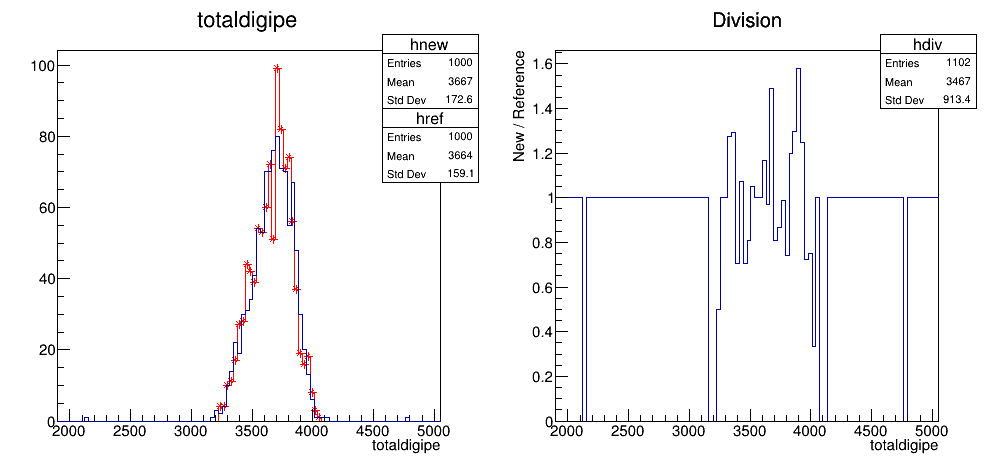 totaldigipe
hnew
Entries 1000
Mean 3667
Std Dev 172.6
href
Entries 1000
Mean 3664
Std Dev 159.1
100
80
60
40
20
0
2000 2500 3000 3500 4000 4500 5000
totaldigipe
Division
hdiv
Entries 1102
Mean 3467
Std Dev 913.4
New / Reference
1.6
1.4
1.2
1
0.8
0.6
0.4
0.2
0
2000 2500 3000 3500 4000 4500 5000
totaldigipe